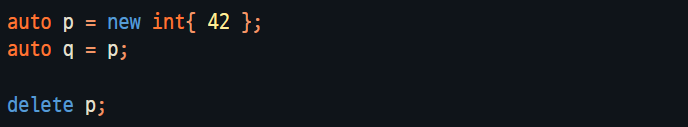 auto p = new int{ 42 };
auto q = p;
delete p;